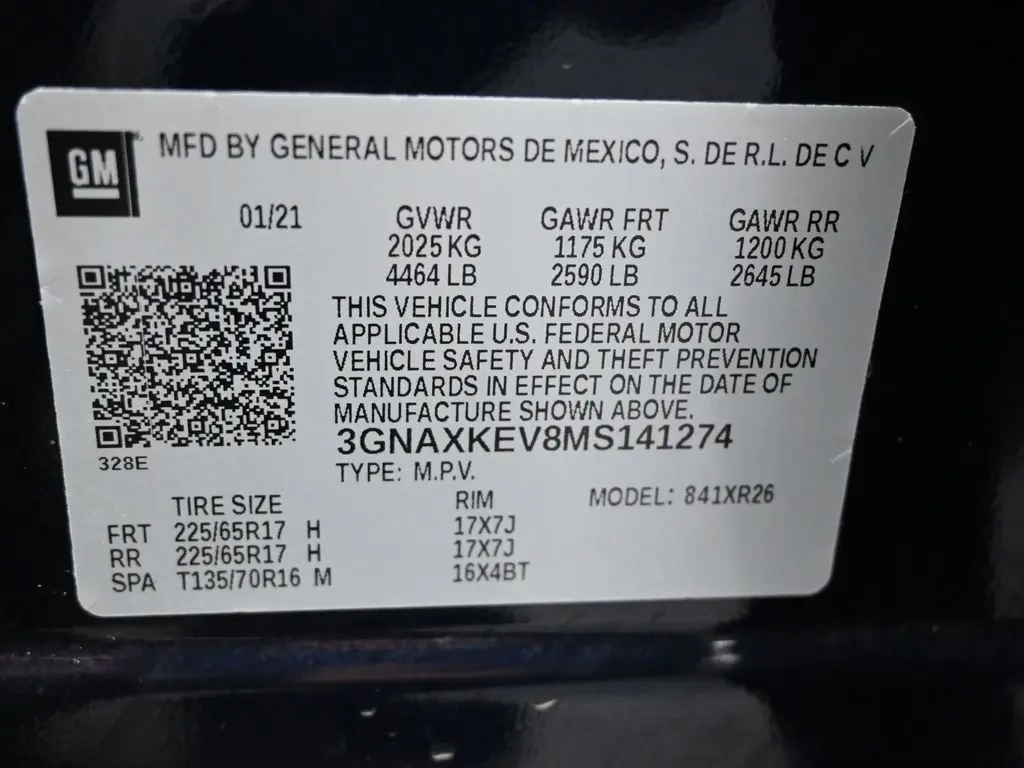 GM
MFD BY GENERAL MOTORS DE MEXICO, S. DE R.L. DE C V
01/21 GVWR GAWR FRT GAWR RR
2025 KG 1175 KG 1200 KG
4464 LB 2590 LB 2645 LB
THIS VEHICLE CONFORMS TO ALL
APPLICABLE U.S. FEDERAL MOTOR
VEHICLE SAFETY AND THEFT PREVENTION
STANDARDS IN EFFECT ON THE DATE OF
MANUFACTURE SHOWN ABOVE.
3GNAXKEV8MS141274
328E
TYPE: M.P.V.
TIRE SIZE RIM MODEL: 841XR26
FRT 225/65R17 H 17X7J
RR 225/65R17 H 17X7J
SPA T135/70R16 M 16X4BT